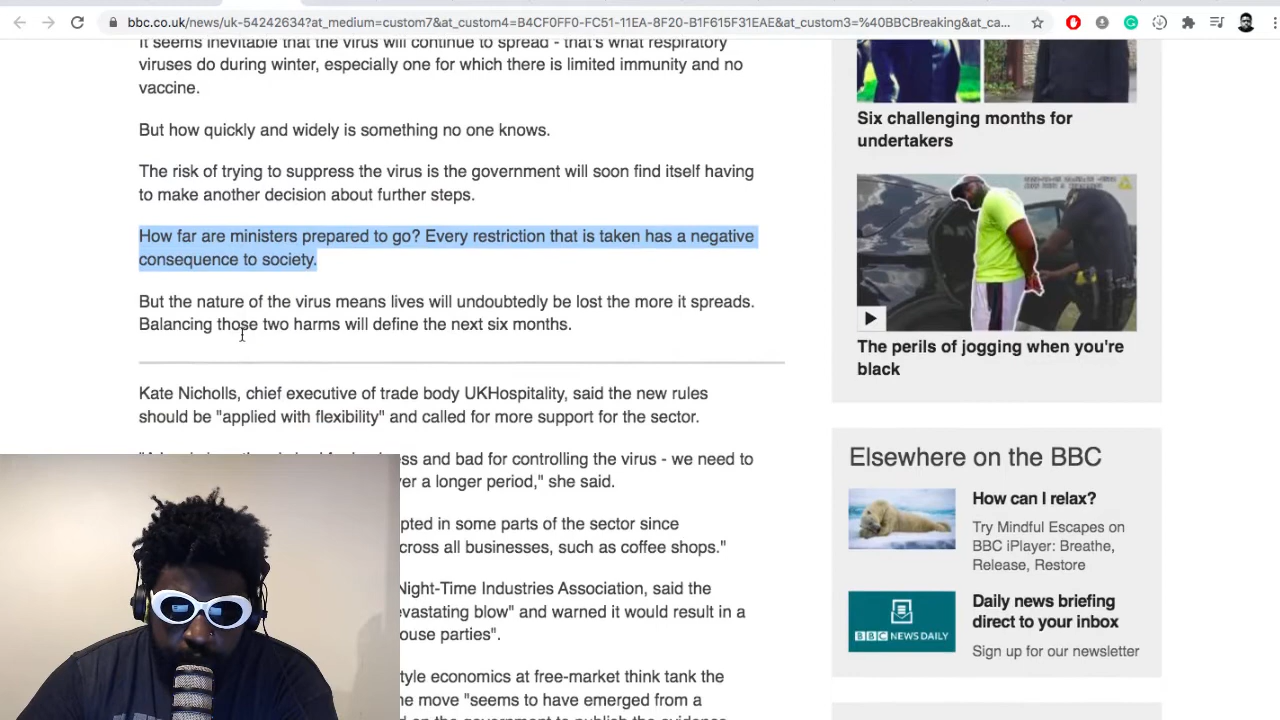 bbc.co.uk/news/uk-54242634?at_medium=custom7&at_custom4=B4CF0FF0-FC51-11EA-8F20-B1F615F31EAE&at_custom3=%40BBCBreaking&at_ca...
It seems inevitable that the virus will continue to spread - that's what respiratory
viruses do during winter, especially one for which there is limited immunity and no
vaccine.
But how quickly and widely is something no one knows.
The risk of trying to suppress the virus is the government will soon find itself having
to make another decision about further steps.
How far are ministers prepared to go? Every restriction that is taken has a negative
consequence to society.
But the nature of the virus means lives will undoubtedly be lost the more it spreads.
Balancing those two harms will define the next six months.
Kate Nicholls, chief executive of trade body UKHospitality, said the new rules
should be "applied with flexibility" and called for more support for the sector.
ss and bad for controlling the virus - we need to
er a longer period," she said.
pted in some parts of the sector since
cross all businesses, such as coffee shops."
Night-Time Industries Association, said the
evastating blow" and warned it would result in a
ouse parties".
tyle economics at free-market think tank the
e move "seems to have emerged from a
d on the government to publish the evidence
Six challenging months for
undertakers
The perils of jogging when you're
black
Elsewhere on the BBC
How can I relax?
Try Mindful Escapes on
BBC iPlayer: Breathe,
Release, Restore
BBC NEWS DAILY
Daily news briefing
direct to your inbox
Sign up for our newsletter